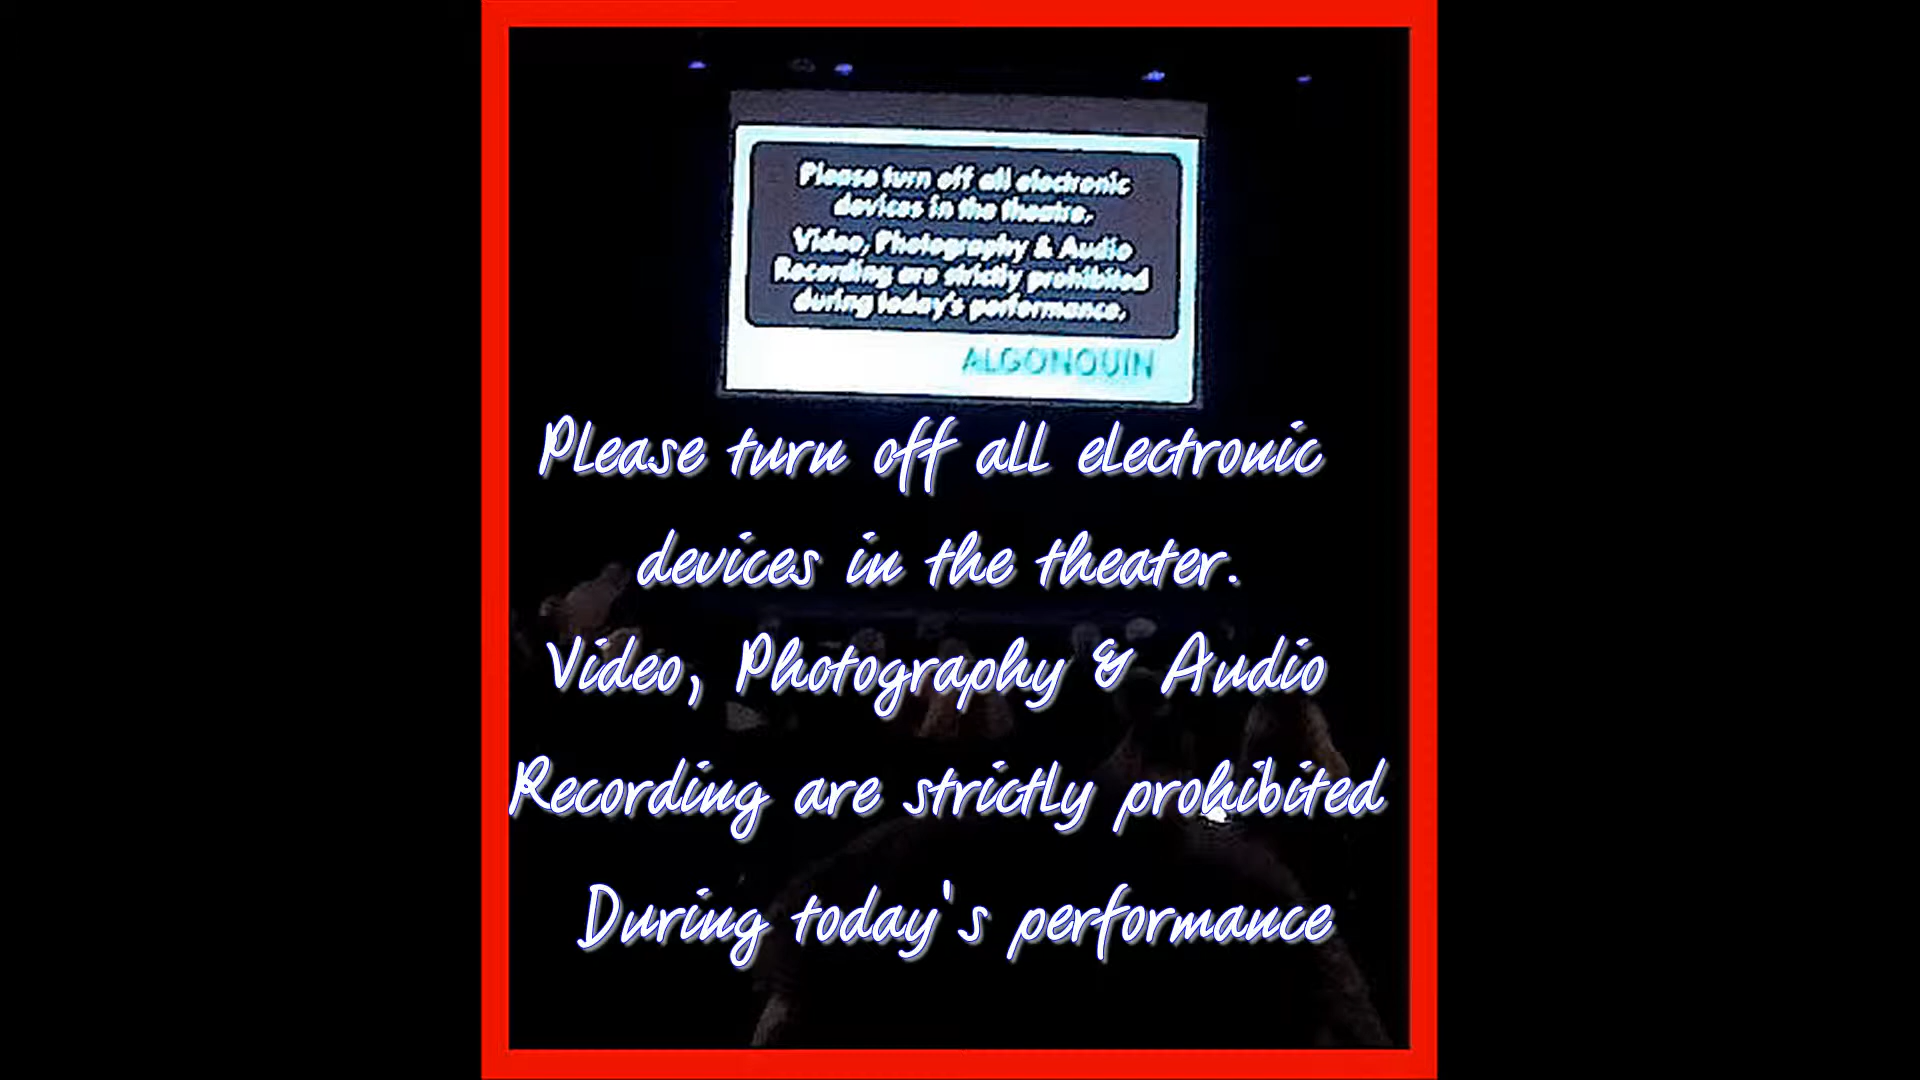 Please turn off all electronic
devices in the theatre.
Video, Photography & Audio
Recording are strictly prohibited
during today's performance.
ALGONQUIN
Please turn off all electronic
devices in the theater.
Video, Photography & Audio
Recording are strictly prohibited
During today's performance